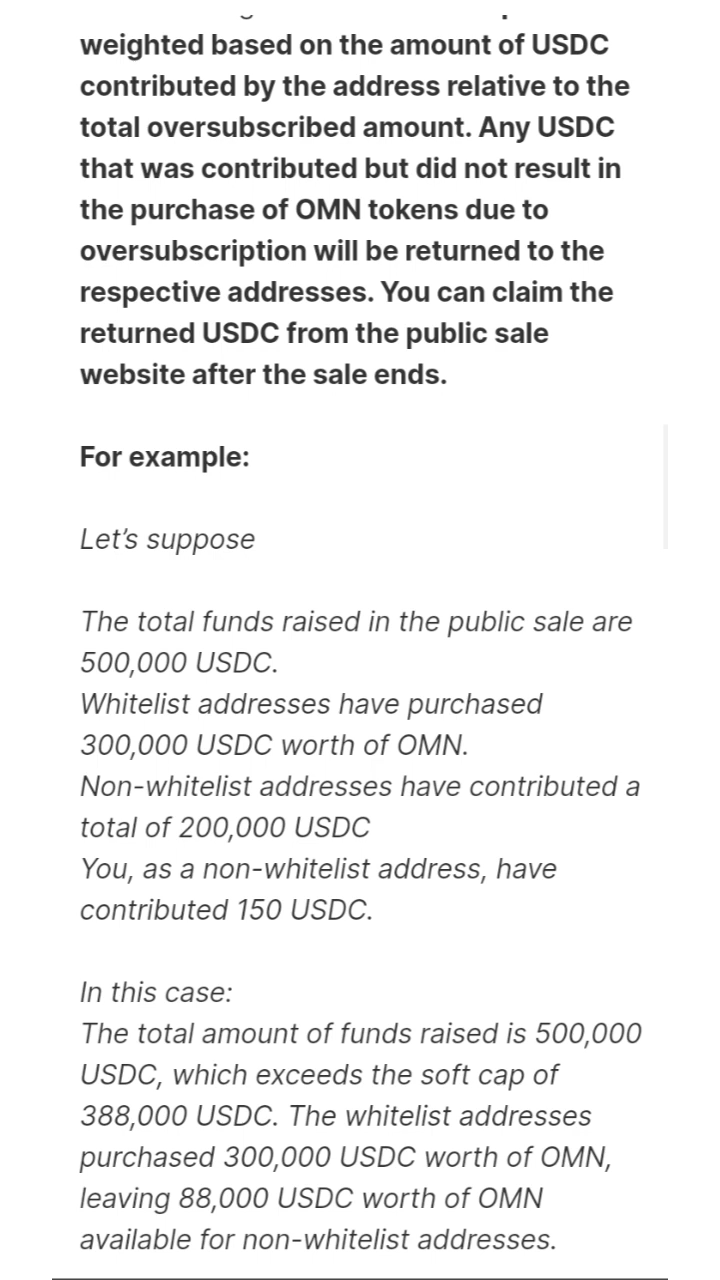 weighted based on the amount of USDC
contributed by the address relative to the
total oversubscribed amount. Any USDC
that was contributed but did not result in
the purchase of OMN tokens due to
oversubscription will be returned to the
respective addresses. You can claim the
returned USDC from the public sale
website after the sale ends.
For example:
Let’s suppose
The total funds raised in the public sale are
500,000 USDC.
Whitelist addresses have purchased
300,000 USDC worth of OMN.
Non-whitelist addresses have contributed a
total of 200,000 USDC
You, as a non-whitelist address, have
contributed 150 USDC.
In this case:
The total amount of funds raised is 500,000
USDC, which exceeds the soft cap of
388,000 USDC. The whitelist addresses
purchased 300,000 USDC worth of OMN,
leaving 88,000 USDC worth of OMN
available for non-whitelist addresses.